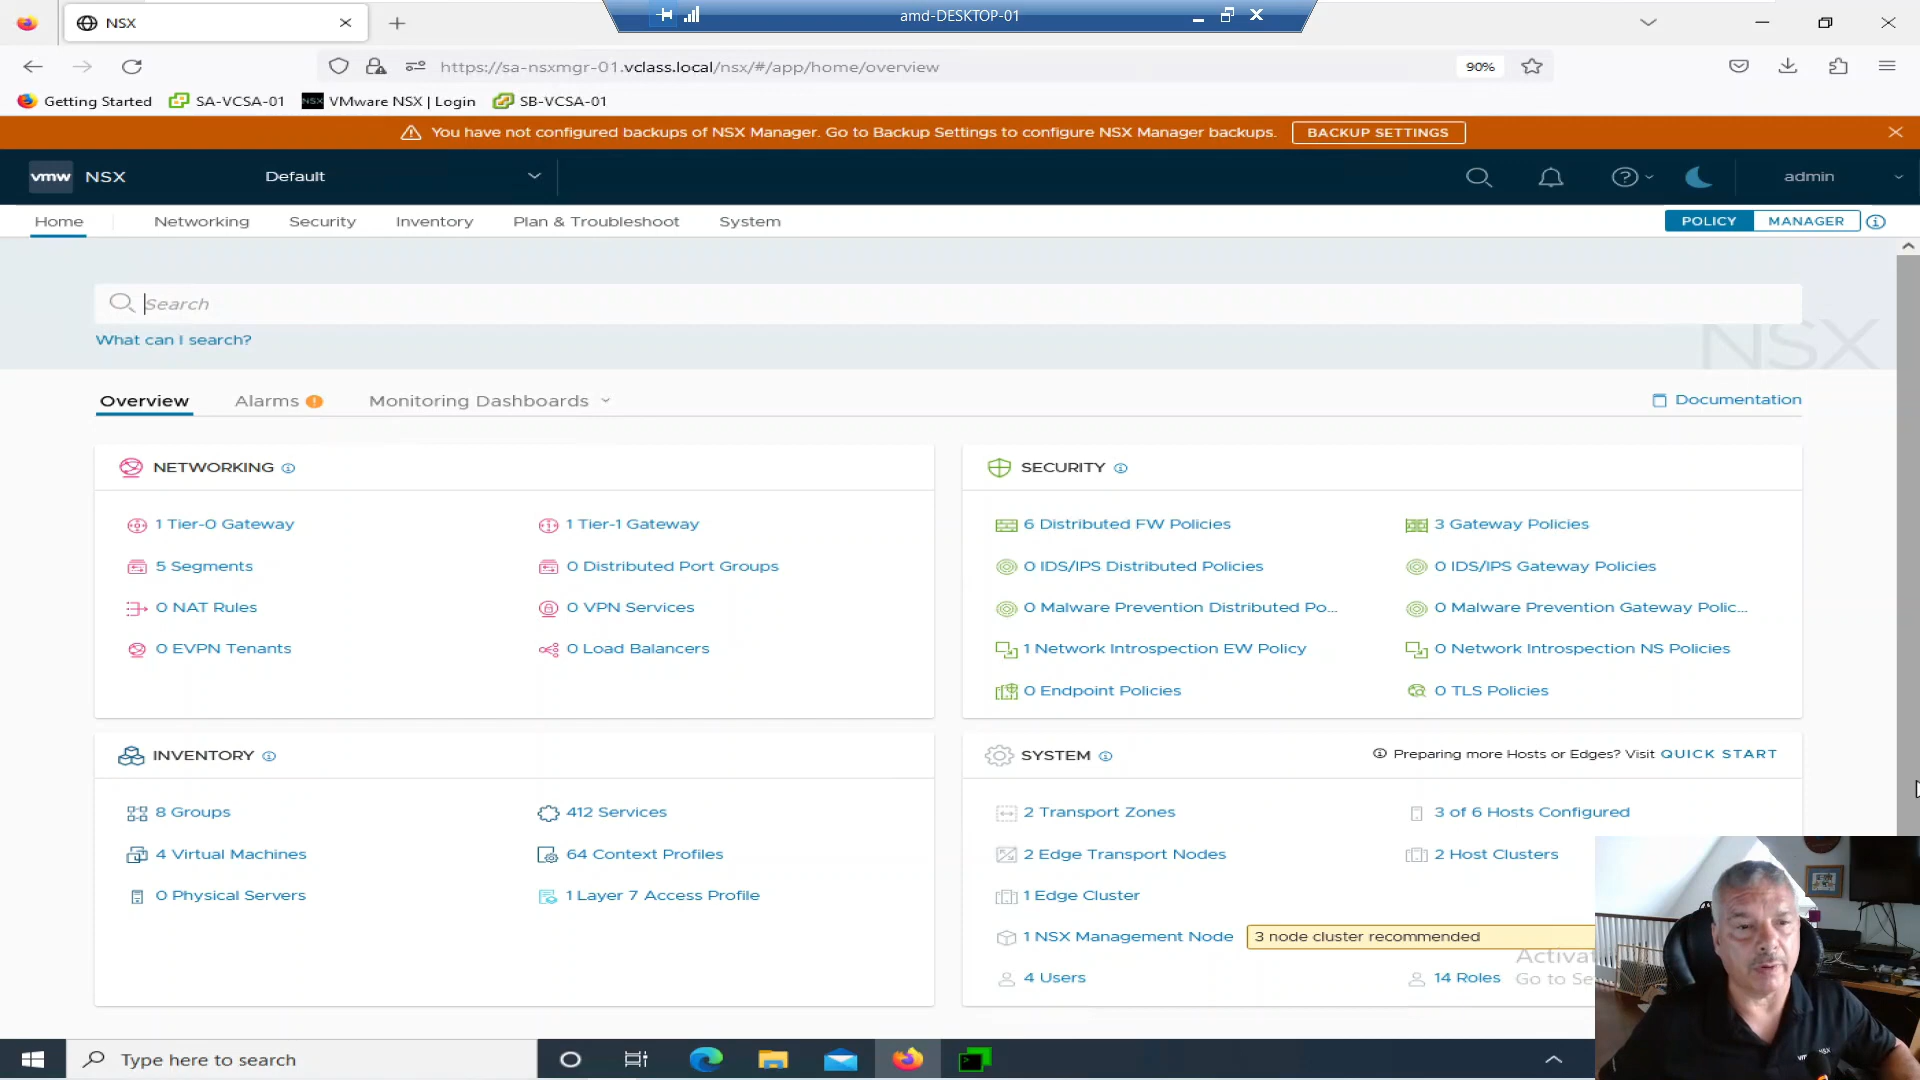 amd-DESKTOP-01
NSX
https://sa-nsxmgr-01.vclass.local/nsx/#/app/home/overview
90%
Getting Started
SA-VCSA-01
NSX VMware NSX | Login
SB-VCSA-01
You have not configured backups of NSX Manager. Go to Backup Settings to configure NSX Manager backups.
BACKUP SETTINGS
vmw NSX
Default
admin
Home
Networking
Security
Inventory
Plan & Troubleshoot
System
POLICY
MANAGER
Search
What can I search?
NSX
Overview
Alarms
Monitoring Dashboards
Documentation
NETWORKING
1 Tier-0 Gateway
1 Tier-1 Gateway
5 Segments
0 Distributed Port Groups
0 NAT Rules
0 VPN Services
0 EVPN Tenants
0 Load Balancers
SECURITY
6 Distributed FW Policies
3 Gateway Policies
0 IDS/IPS Distributed Policies
0 IDS/IPS Gateway Policies
0 Malware Prevention Distributed Po...
0 Malware Prevention Gateway Polic...
1 Network Introspection EW Policy
0 Network Introspection NS Policies
0 Endpoint Policies
0 TLS Policies
INVENTORY
8 Groups
412 Services
4 Virtual Machines
64 Context Profiles
0 Physical Servers
1 Layer 7 Access Profile
SYSTEM
Preparing more Hosts or Edges? Visit QUICK START
2 Transport Zones
3 of 6 Hosts Configured
2 Edge Transport Nodes
2 Host Clusters
1 Edge Cluster
1 NSX Management Node
3 node cluster recommended
4 Users
14 Roles
Activa
Go to Se
Type here to search